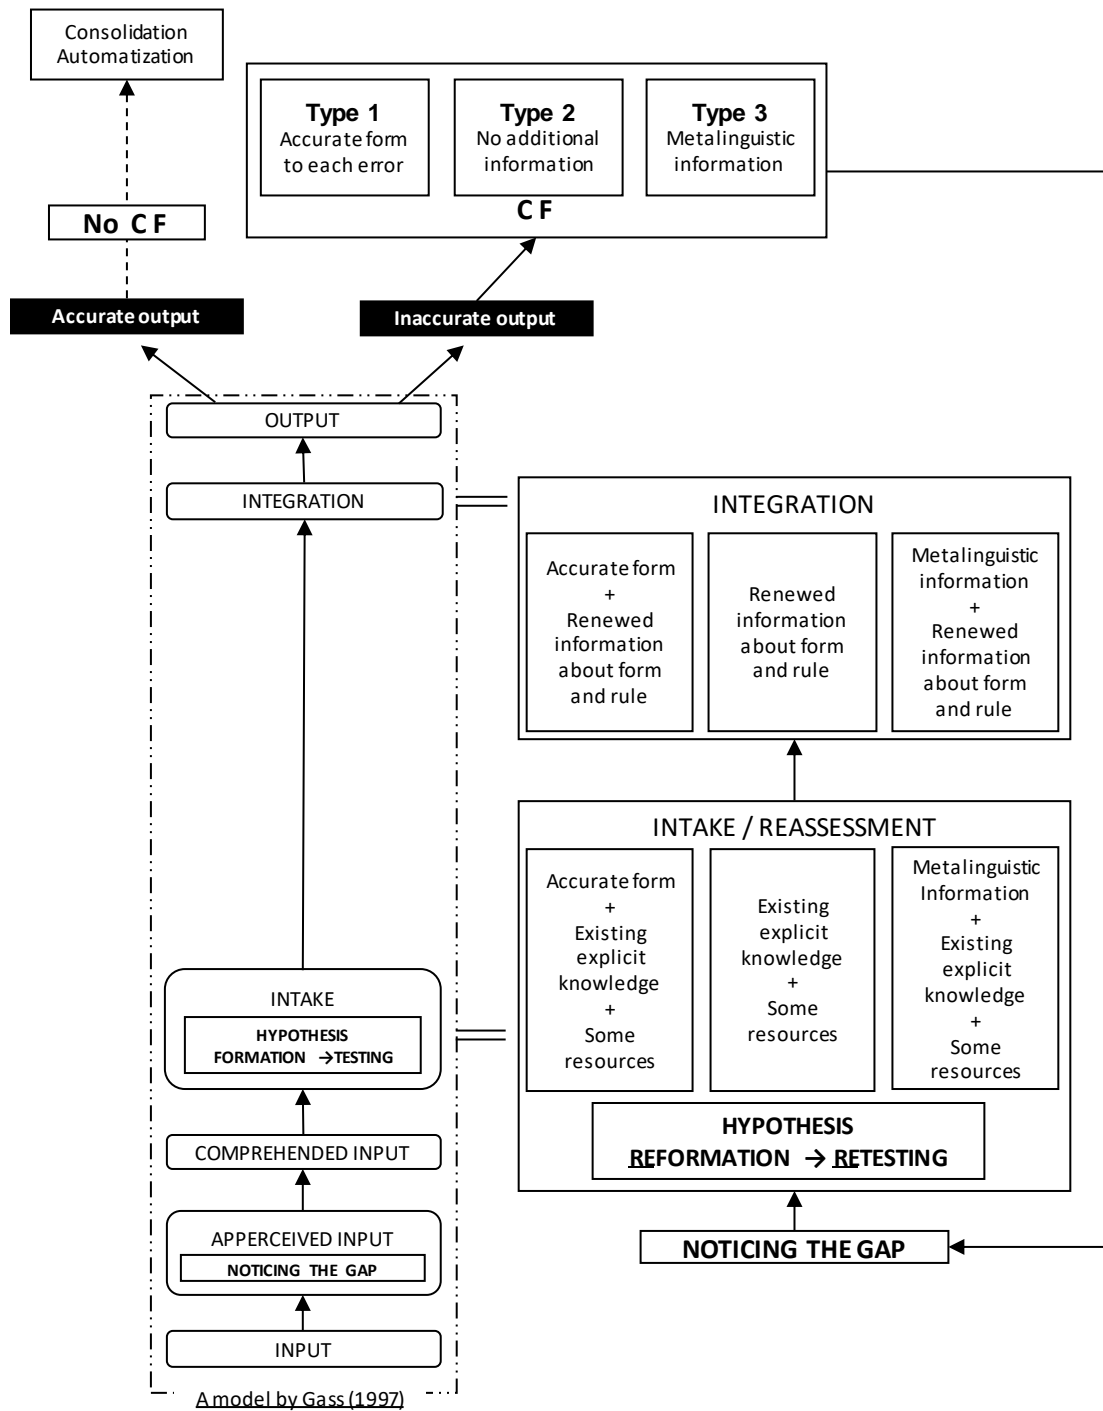 Consolidation
Automatization
No CF
Accurate output
Type 1
Accurate form
to each error
Type 2
No additional
information
Type 3
Metalinguistic
information
CF
Inaccurate output
OUTPUT
INTEGRATION
INTAKE
HYPOTHESIS
FORMATION →TESTING
COMPREHENDED INPUT
APPERCEIVED INPUT
NOTICING THE GAP
INPUT
A model by Gass (1997)
INTEGRATION
Accurate form
+
Renewed
information
about form
and rule
Renewed
information
about form
and rule
Metalinguistic
information
+
Renewed
information
about form
and rule
INTAKE / REASSESSMENT
Accurate form
+
Existing
explicit
knowledge
+
Some
resources
Existing
explicit
knowledge
+
Some
resources
Metalinguistic
Information
+
Existing
explicit
knowledge
+
Some
resources
HYPOTHESIS
REFORMATION → RETESTING
NOTICING THE GAP